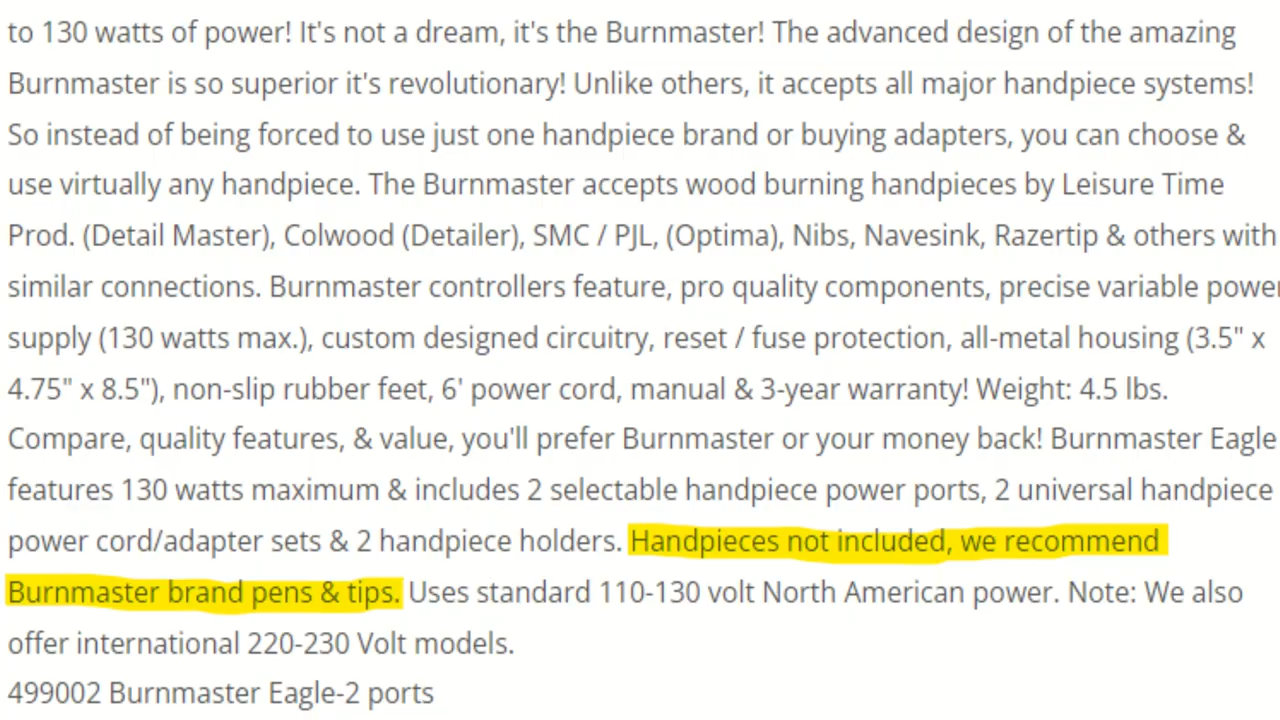 to 130 watts of power! It's not a dream, it's the Burnmaster! The advanced design of the amazing
Burnmaster is so superior it's revolutionary! Unlike others, it accepts all major handpiece systems!
So instead of being forced to use just one handpiece brand or buying adapters, you can choose &
use virtually any handpiece. The Burnmaster accepts wood burning handpieces by Leisure Time
Prod. (Detail Master), Colwood (Detailer), SMC / PJL, (Optima), Nibs, Navesink, Razertip & others with
similar connections. Burnmaster controllers feature, pro quality components, precise variable power
supply (130 watts max.), custom designed circuitry, reset / fuse protection, all-metal housing (3.5" x
4.75" x 8.5"), non-slip rubber feet, 6' power cord, manual & 3-year warranty! Weight: 4.5 lbs.
Compare, quality features, & value, you'll prefer Burnmaster or your money back! Burnmaster Eagle
features 130 watts maximum & includes 2 selectable handpiece power ports, 2 universal handpiece
power cord/adapter sets & 2 handpiece holders. Handpieces not included, we recommend
Burnmaster brand pens & tips. Uses standard 110-130 volt North American power. Note: We also
offer international 220-230 Volt models.
499002 Burnmaster Eagle-2 ports